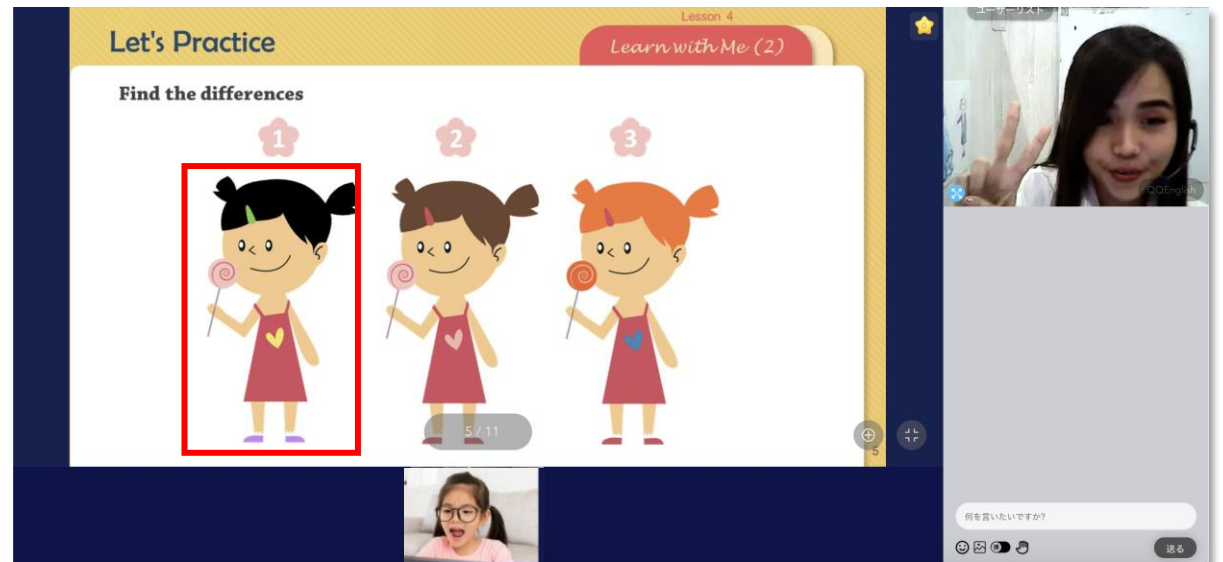 Let's Practice
Lesson 4
Learn with Me (2)
Find the differences
1
2
3
5 / 11
5
ユーザーリスト
QQEnglish
何を言いたいですか?
送る